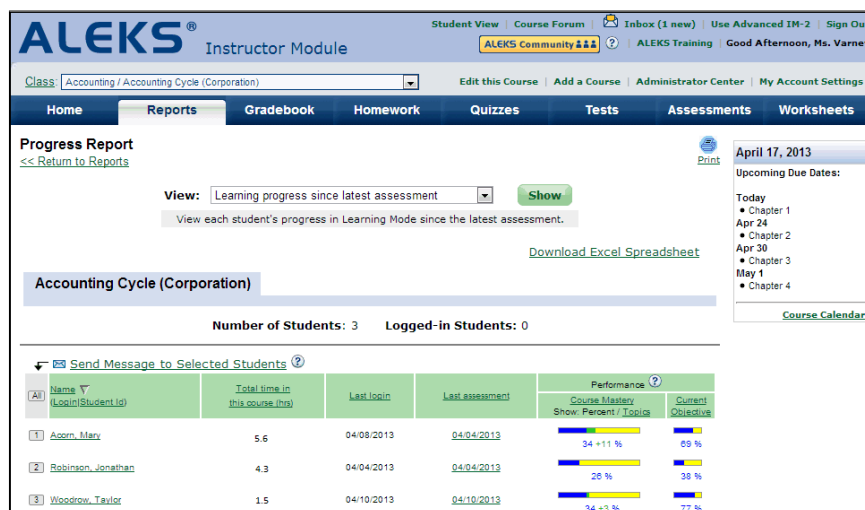 Student View | Course Forum | Inbox (1 new) | Use Advanced IM-2 | Sign Ou
ALEKS®
Instructor Module
ALEKS Community ? | ALEKS Training | Good Afternoon, Ms. Varne
Class: Accounting / Accounting Cycle (Corporation)
Edit this Course | Add a Course | Administrator Center | My Account Settings
Home Reports Gradebook Homework Quizzes Tests Assessments Worksheets
Progress Report
<< Return to Reports
Print
View: Learning progress since latest assessment Show
View each student's progress in Learning Mode since the latest assessment.
Download Excel Spreadsheet
April 17, 2013
Upcoming Due Dates:
Today
• Chapter 1
Apr 24
• Chapter 2
Apr 30
• Chapter 3
May 1
• Chapter 4
Course Calendar
Accounting Cycle (Corporation)
Number of Students: 3 Logged-in Students: 0
Send Message to Selected Students ?
All
Name
(Login|Student Id)
Total time in
this course (hrs)
Last login
Last assessment
Performance ?
Course Mastery
Show: Percent / Topics
Current
Objective
1 Acorn, Mary 5.6 04/08/2013 04/04/2013 34 +11 % 69 %
2 Robinson, Jonathan 4.3 04/04/2013 04/04/2013 26 % 38 %
3 Woodrow, Taylor 1.5 04/10/2013 04/10/2013 34 +3 % 77 %